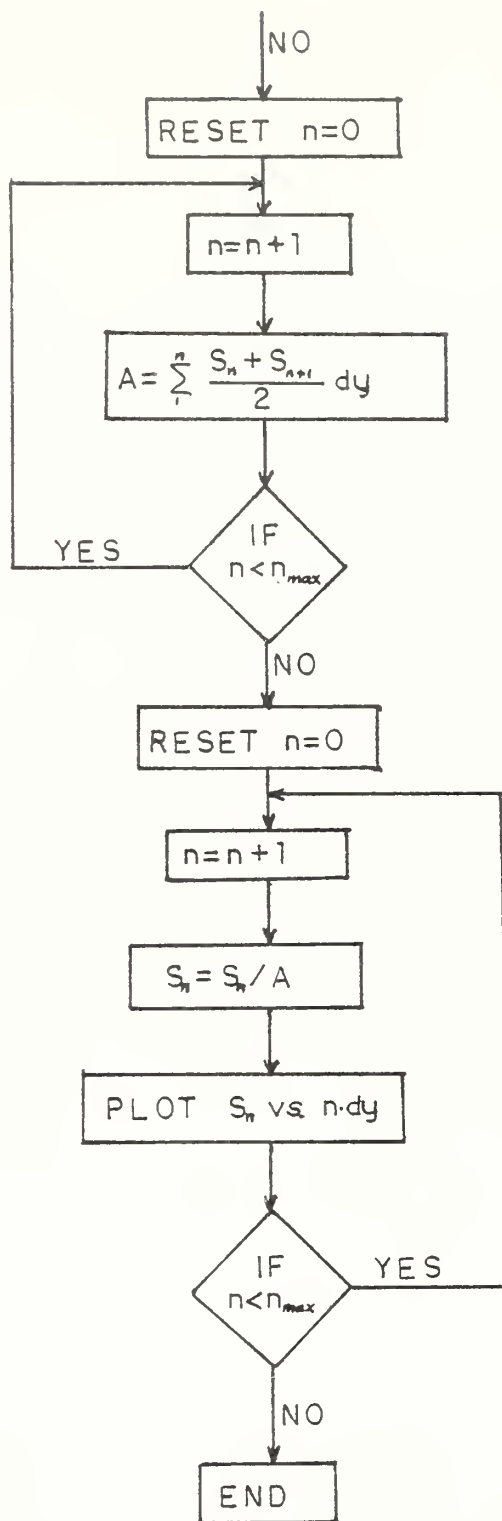 NO
RESET n=0
n=n+1
A= n∑1 (Sn + Sn+1)/2 dy
IF
n<nmax
YES
NO
RESET n=0
n=n+1
Sn=Sn/A
PLOT Sn vs. n·dy
IF
n<nmax
YES
NO
END